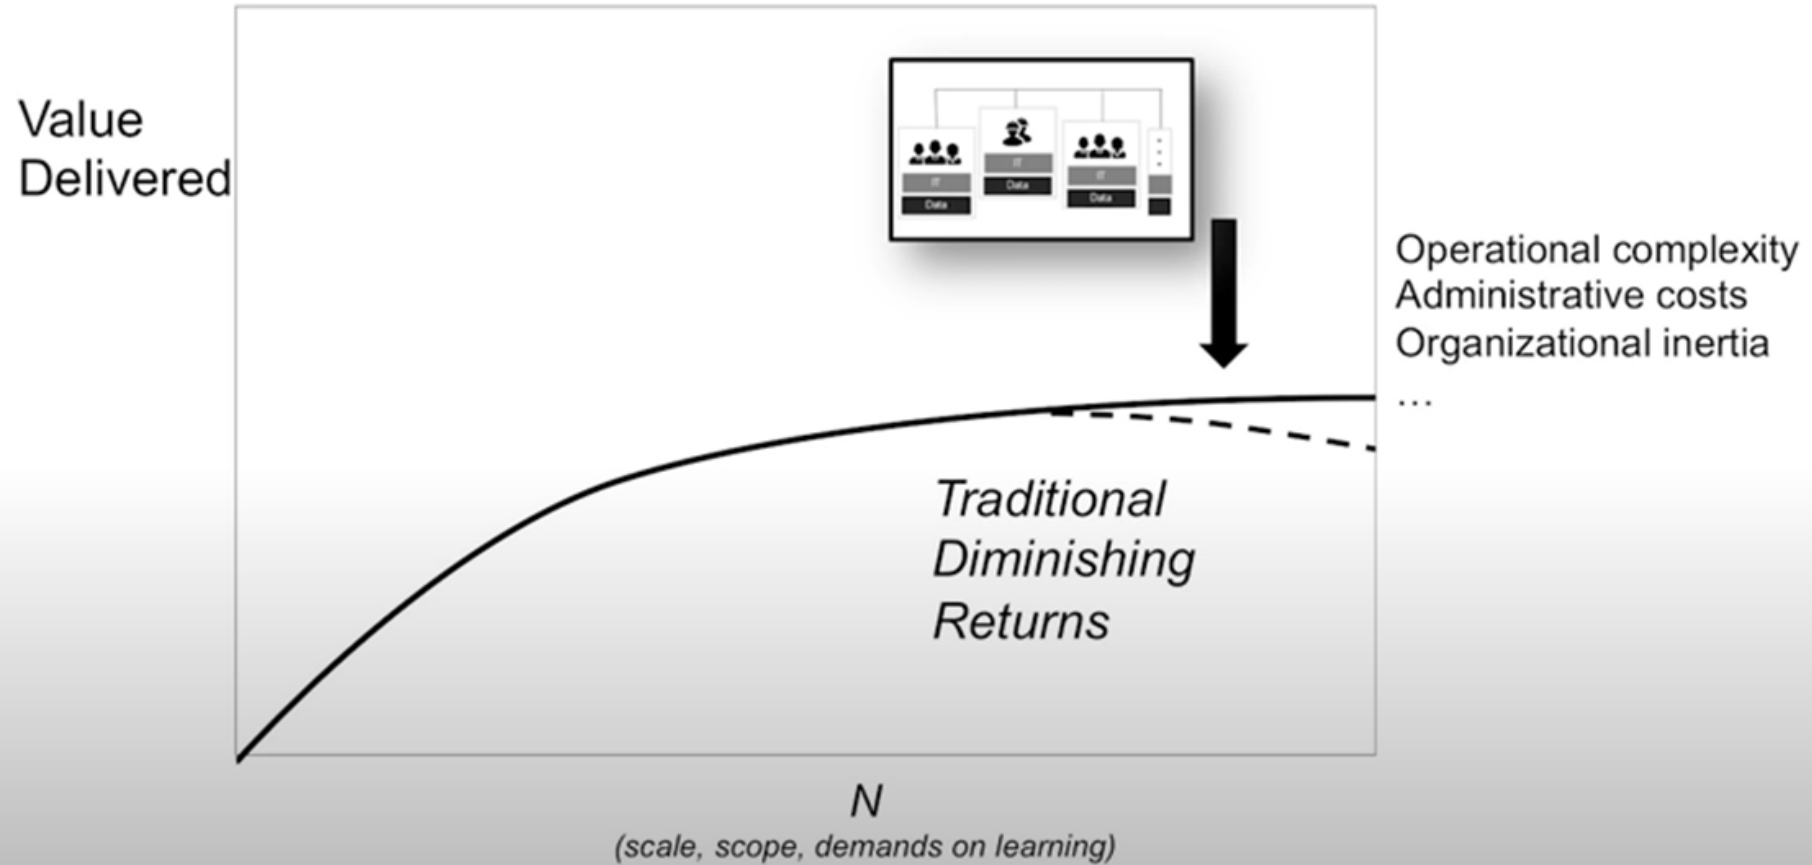 Value
Delivered
IT
Data
IT
Data
IT
Data
Operational complexity
Administrative costs
Organizational inertia
...
Traditional
Diminishing
Returns
N
(scale, scope, demands on learning)